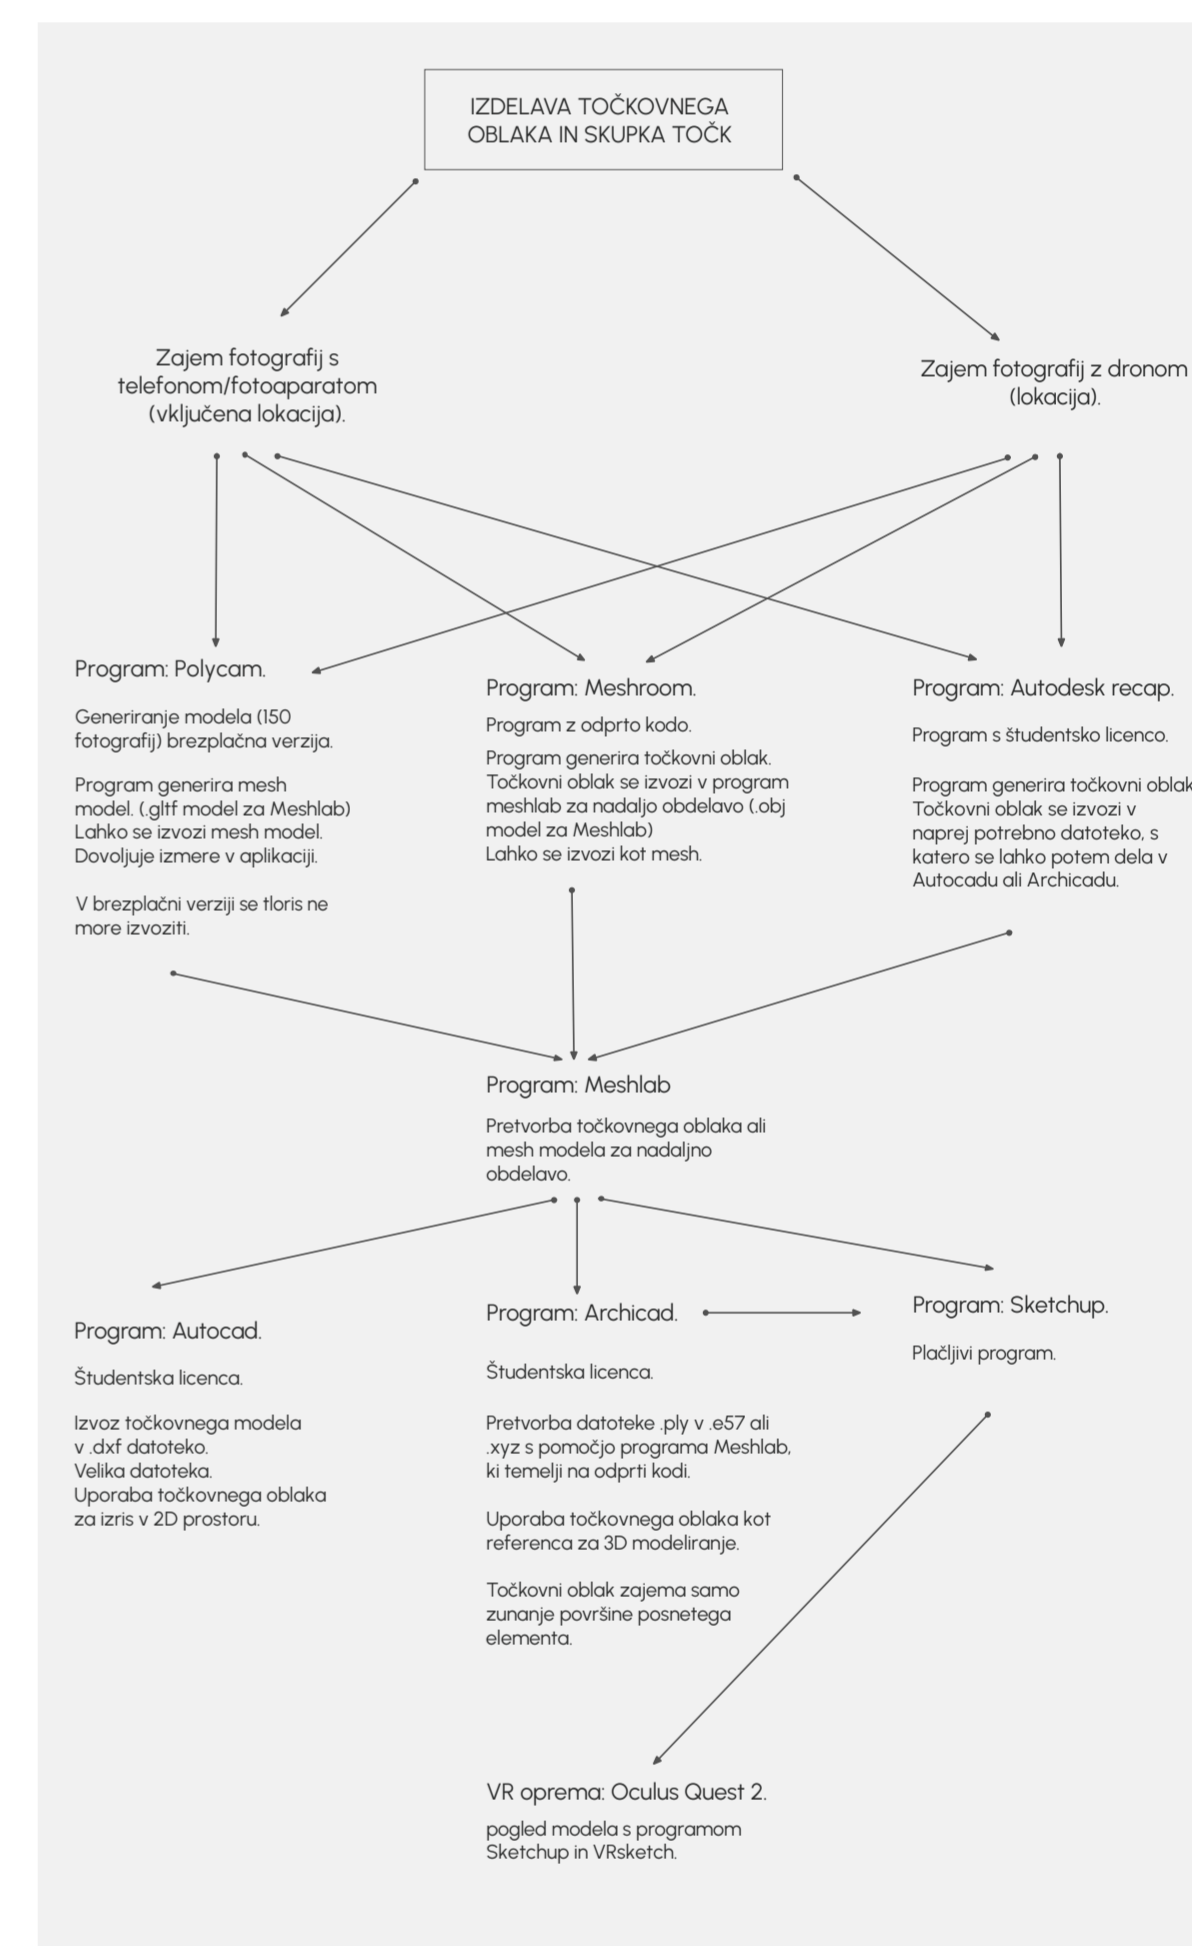 IZDELAVA TOČKOVNEGA
OBLAKA IN SKUPKA TOČK
Zajem fotografij s
telefonom/fotoaparatom
(vključena lokacija).
Zajem fotografij z dronom
(lokacija).
Program: Polycam.
Generiranje modela (150
fotografij) brezplačna verzija.
Program generira mesh
model. (.gltf model za Meshlab)
Lahko se izvozi mesh model.
Dovoljuje izmere v aplikaciji.
V brezplačni verziji se tloris ne
more izvoziti.
Program: Meshroom.
Program z odprto kodo.
Program generira točkovni oblak.
Točkovni oblak se izvozi v program
meshlab za nadaljo obdelavo (.obj
model za Meshlab)
Lahko se izvozi kot mesh.
Program: Autodesk recap.
Program s študentsko licenco.
Program generira točkovni oblak
Točkovni oblak se izvozi v
naprej potrebno datoteko, s
katero se lahko potem dela v
Autocadu ali Archicadu.
Program: Meshlab
Pretvorba točkovnega oblaka ali
mesh modela za nadaljno
obdelavo.
Program: Autocad.
Študentska licenca.
Izvoz točkovnega modela
v .dxf datoteko.
Velika datoteka.
Uporaba točkovnega oblaka
za izris v 2D prostoru.
Program: Archicad.
Študentska licenca.
Pretvorba datoteke .ply v .e57 ali
.xyz s pomočjo programa Meshlab,
ki temelji na odprti kodi.
Uporaba točkovnega oblaka kot
referenca za 3D modeliranje.
Točkovni oblak zajema samo
zunanje površine posnetega
elementa.
Program: Sketchup.
Plačljivi program.
VR oprema: Oculus Quest 2.
pogled modela s programom
Sketchup in VRsketch.